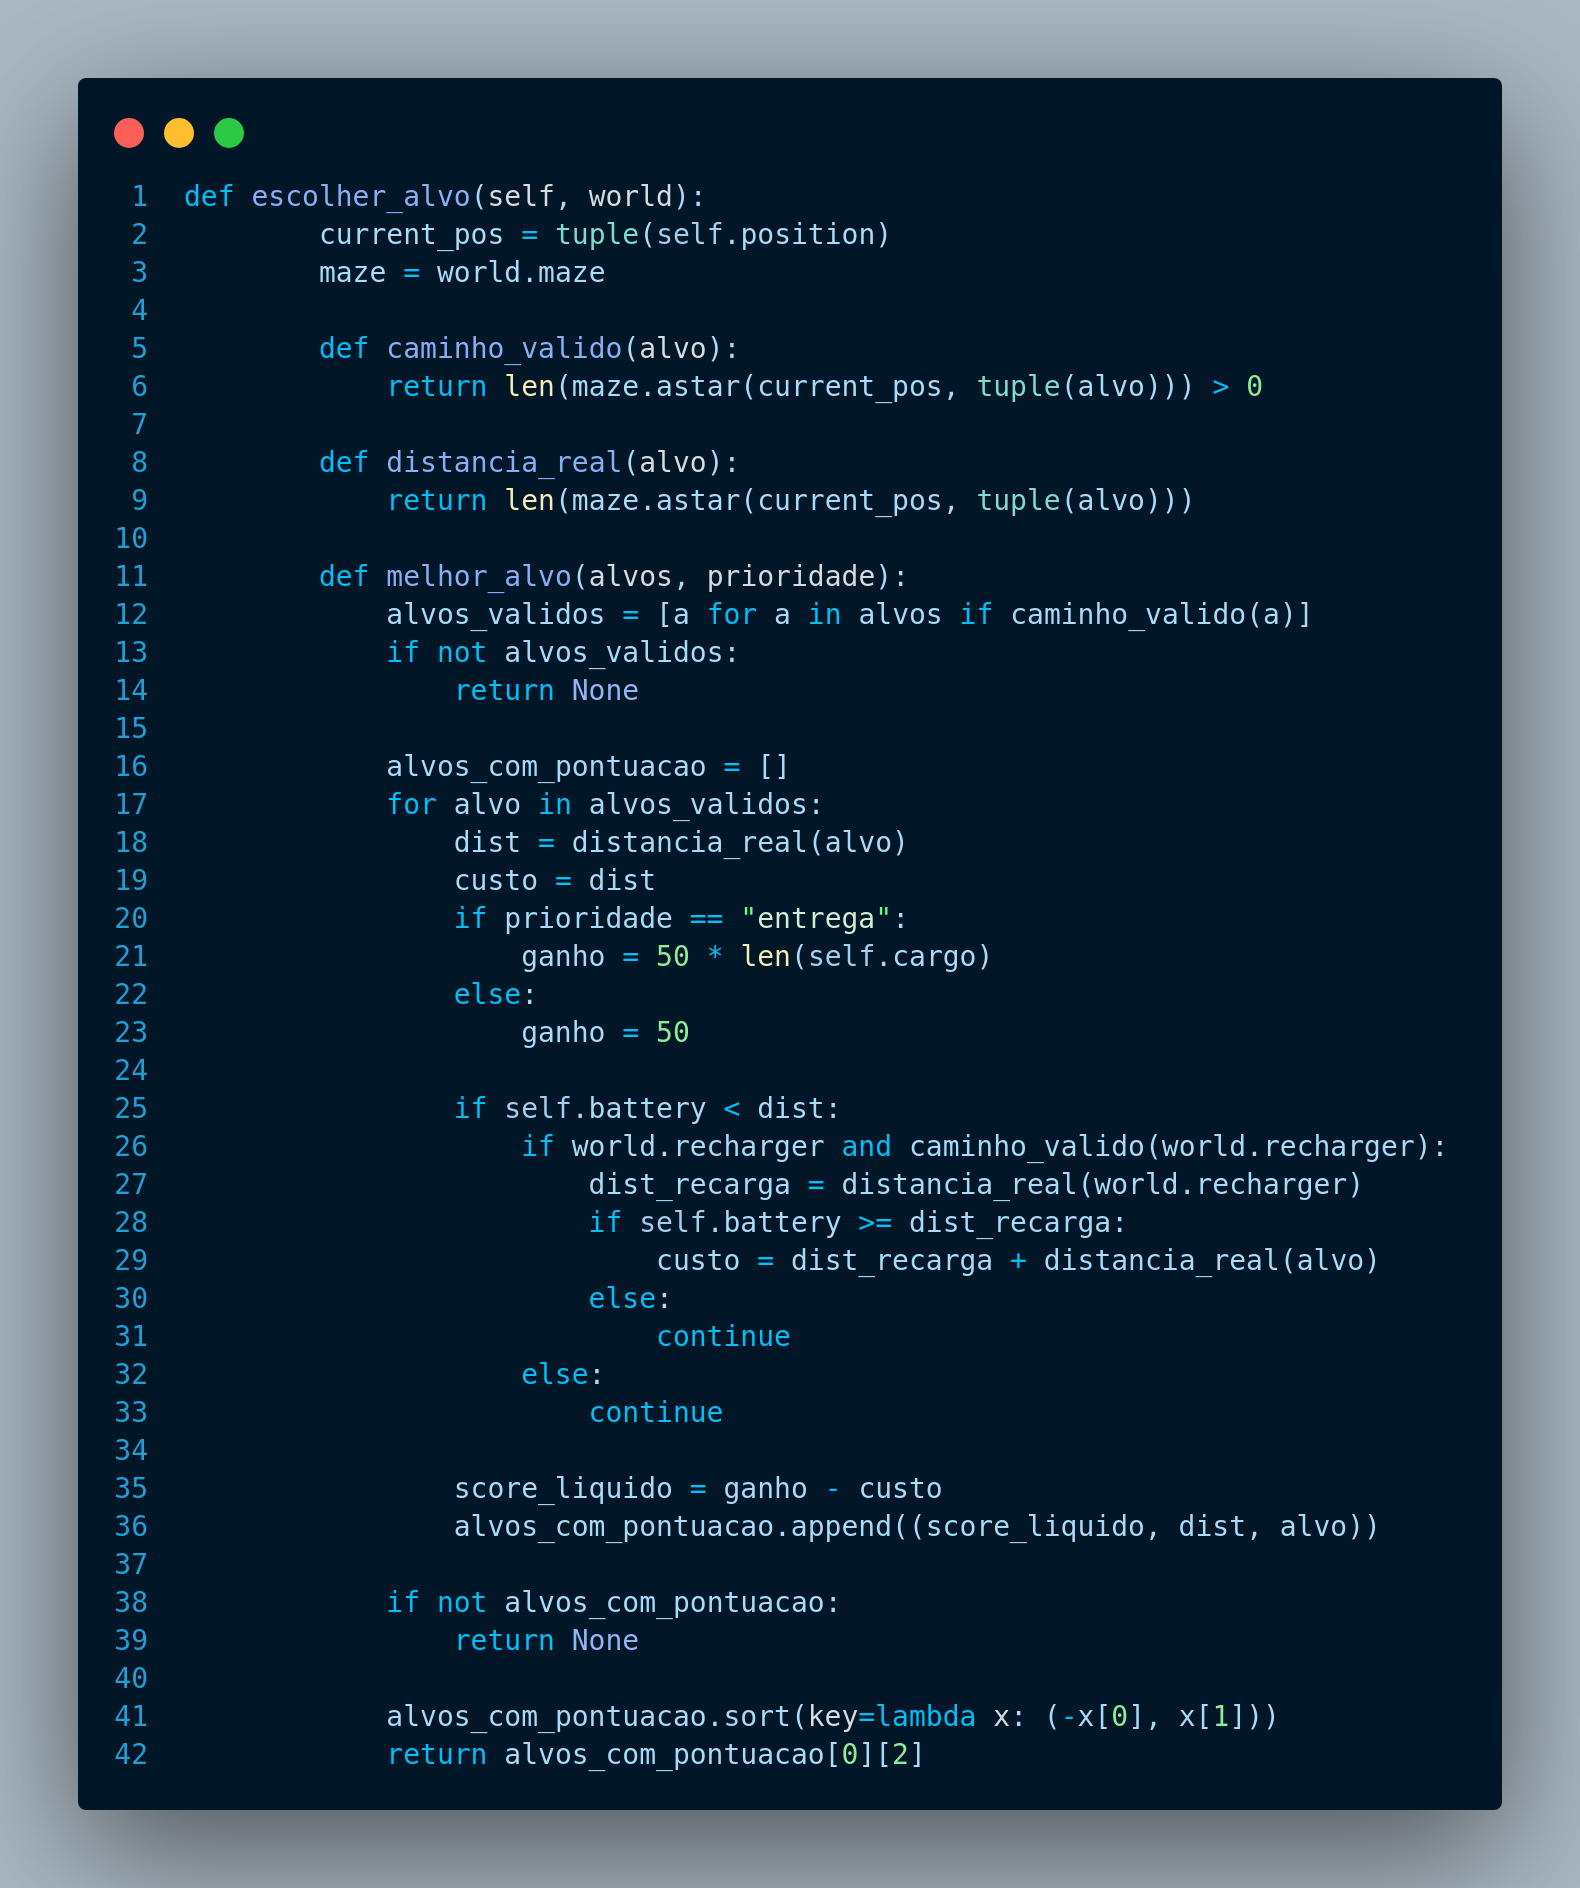 1 def escolher_alvo(self, world):
2         current_pos = tuple(self.position)
3         maze = world.maze
4
5         def caminho_valido(alvo):
6             return len(maze.astar(current_pos, tuple(alvo))) > 0
7
8         def distancia_real(alvo):
9             return len(maze.astar(current_pos, tuple(alvo)))
10
11         def melhor_alvo(alvos, prioridade):
12             alvos_validos = [a for a in alvos if caminho_valido(a)]
13             if not alvos_validos:
14                 return None
15
16             alvos_com_pontuacao = []
17             for alvo in alvos_validos:
18                 dist = distancia_real(alvo)
19                 custo = dist
20                 if prioridade == "entrega":
21                     ganho = 50 * len(self.cargo)
22                 else:
23                     ganho = 50
24
25                 if self.battery < dist:
26                     if world.recharger and caminho_valido(world.recharger):
27                         dist_recarga = distancia_real(world.recharger)
28                         if self.battery >= dist_recarga:
29                             custo = dist_recarga + distancia_real(alvo)
30                         else:
31                             continue
32                     else:
33                         continue
34
35                 score_liquido = ganho - custo
36                 alvos_com_pontuacao.append((score_liquido, dist, alvo))
37
38             if not alvos_com_pontuacao:
39                 return None
40
41             alvos_com_pontuacao.sort(key=lambda x: (-x[0], x[1]))
42             return alvos_com_pontuacao[0][2]